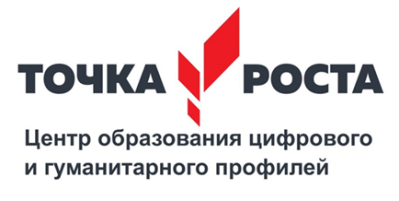 ТОЧКА РОСТА
Центр образования цифрового
и гуманитарного профилей